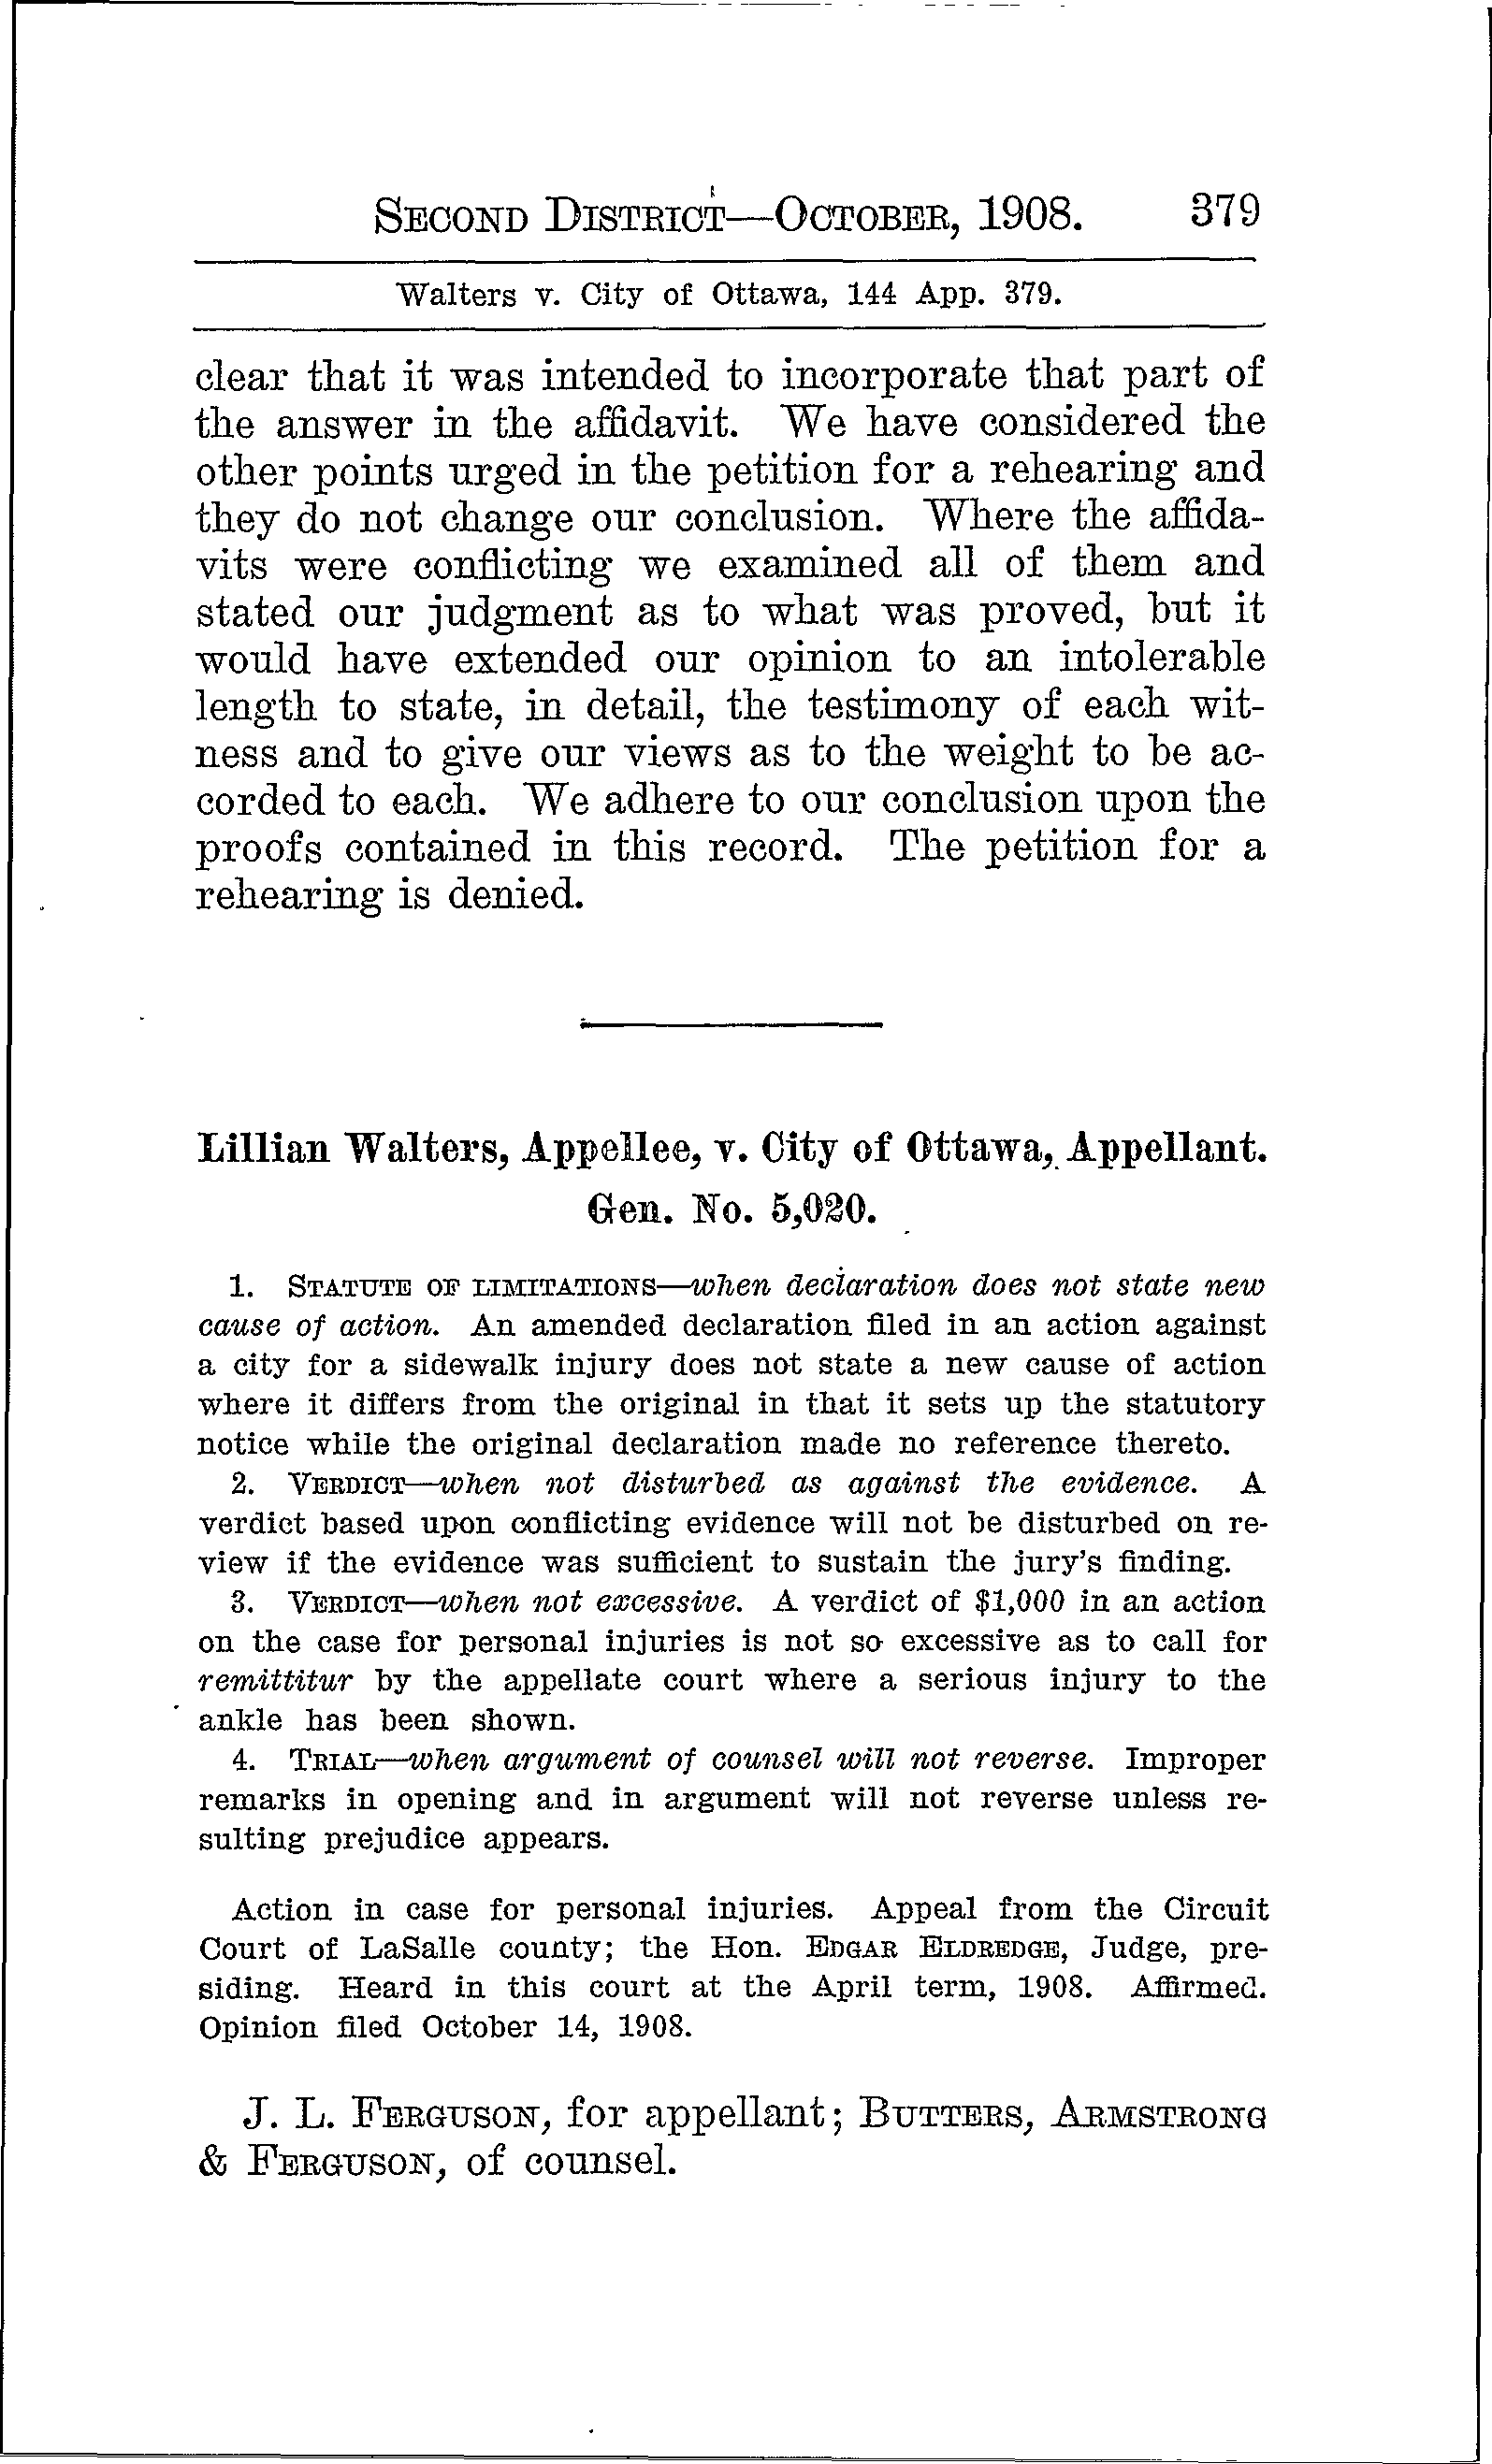 SECOND DISTRICT—OCTOBER, 1908. 379
Walters v. City of Ottawa, 144 App. 379.
clear that it was intended to incorporate that part of
the answer in the affidavit. We have considered the
other points urged in the petition for a rehearing and
they do not change our conclusion. Where the affida-
vits were conflicting we examined all of them and
stated our judgment as to what was proved, but it
would have extended our opinion to an intolerable
length to state, in detail, the testimony of each wit-
ness and to give our views as to the weight to be ac-
corded to each. We adhere to our conclusion upon the
proofs contained in this record. The petition for a
rehearing is denied.
Lillian Walters, Appellee, v. City of Ottawa, Appellant.
Gen. No. 5,020.
1. STATUTE OF LIMITATIONS—when declaration does not state new
cause of action. An amended declaration filed in an action against
a city for a sidewalk injury does not state a new cause of action
where it differs from the original in that it sets up the statutory
notice while the original declaration made no reference thereto.
2. VERDICT—when not disturbed as against the evidence. A
verdict based upon conflicting evidence will not be disturbed on re-
view if the evidence was sufficient to sustain the jury's finding.
3. VERDICT—when not excessive. A verdict of $1,000 in an action
on the case for personal injuries is not so excessive as to call for
remittitur by the appellate court where a serious injury to the
ankle has been shown.
4. TRIAL—when argument of counsel will not reverse. Improper
remarks in opening and in argument will not reverse unless re-
sulting prejudice appears.
Action in case for personal injuries. Appeal from the Circuit
Court of LaSalle county; the Hon. EDGAR ELDREDGE, Judge, pre-
siding. Heard in this court at the April term, 1908. Affirmed.
Opinion filed October 14, 1908.
J. L. FERGUSON, for appellant; BUTTERS, ARMSTRONG
& FERGUSON, of counsel.